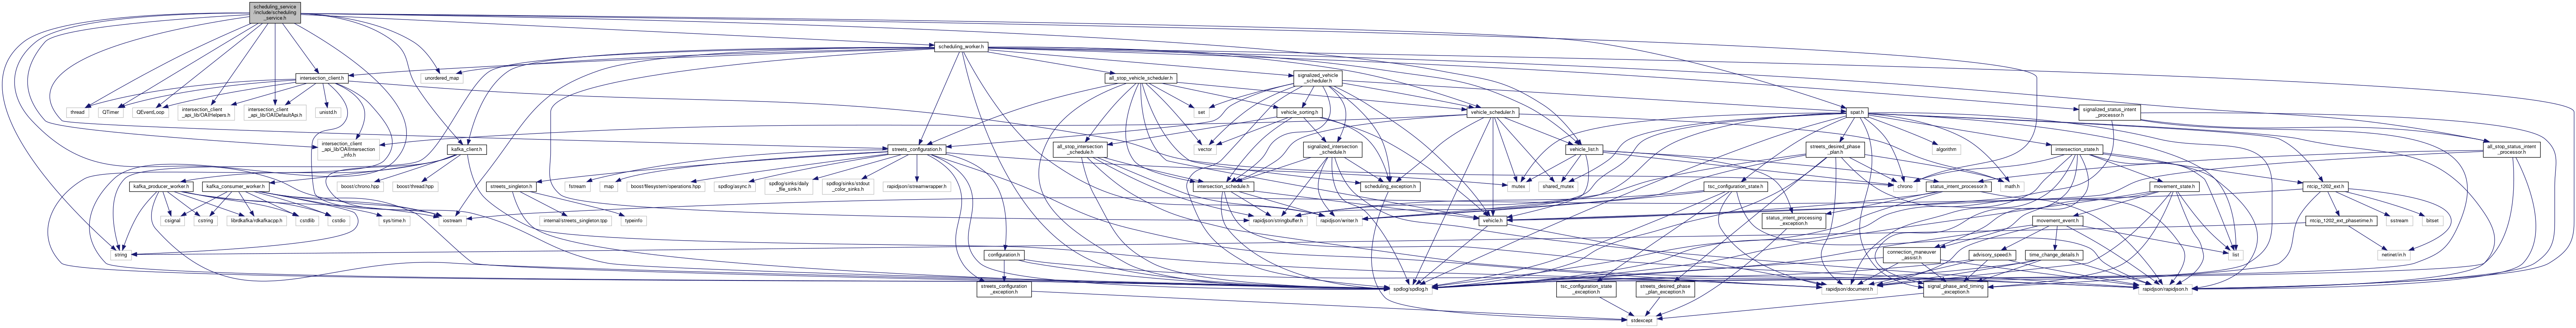 scheduling_service
/include/scheduling
_service.h
scheduling_worker.h
intersection_client.h
unordered_map
all_stop_vehicle_scheduler.h
signalized_vehicle
_scheduler.h
thread
QTimer
QEventLoop
intersection_client
_api_lib/OAIHelpers.h
intersection_client
_api_lib/OAIDefaultApi.h
unistd.h
set
vehicle_sorting.h
vehicle_scheduler.h
spat.h
signalized_status_intent
_processor.h
intersection_client
_api_lib/OAIIntersection
_info.h
kafka_client.h
streets_configuration.h
all_stop_intersection
_schedule.h
vector
signalized_intersection
_schedule.h
vehicle_list.h
streets_desired_phase
_plan.h
algorithm
intersection_state.h
all_stop_status_intent
_processor.h
kafka_producer_worker.h
kafka_consumer_worker.h
boost/chrono.hpp
boost/thread.hpp
streets_singleton.h
fstream
map
boost/filesystem/operations.hpp
spdlog/async.h
spdlog/sinks/daily
_file_sink.h
spdlog/sinks/stdout
_color_sinks.h
rapidjson/istreamwrapper.h
intersection_schedule.h
scheduling_exception.h
mutex
shared_mutex
tsc_configuration_state.h
chrono
status_intent_processor.h
math.h
movement_state.h
ntcip_1202_ext.h
csignal
cstring
librdkafka/rdkafkacpp.h
cstdlib
cstdio
sys/time.h
iostream
internal/streets_singleton.tpp
typeinfo
rapidjson/stringbuffer.h
rapidjson/writer.h
vehicle.h
status_intent_processing
_exception.h
movement_event.h
ntcip_1202_ext_phasetime.h
sstream
bitset
string
configuration.h
connection_maneuver
_assist.h
advisory_speed.h
time_change_details.h
list
netinet/in.h
streets_configuration
_exception.h
spdlog/spdlog.h
tsc_configuration_state
_exception.h
streets_desired_phase
_plan_exception.h
rapidjson/document.h
signal_phase_and_timing
_exception.h
rapidjson/rapidjson.h
stdexcept